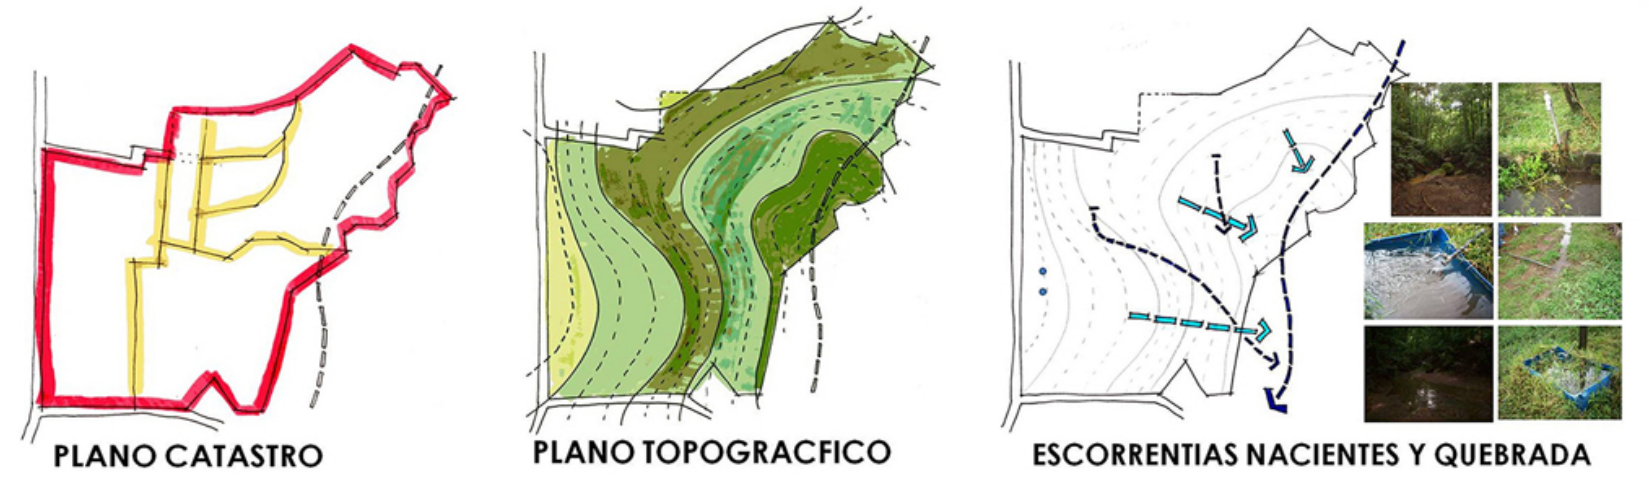 PLANO CATASTRO
PLANO TOPOGRACFICO
ESCORRENTIAS NACIENTES Y QUEBRADA